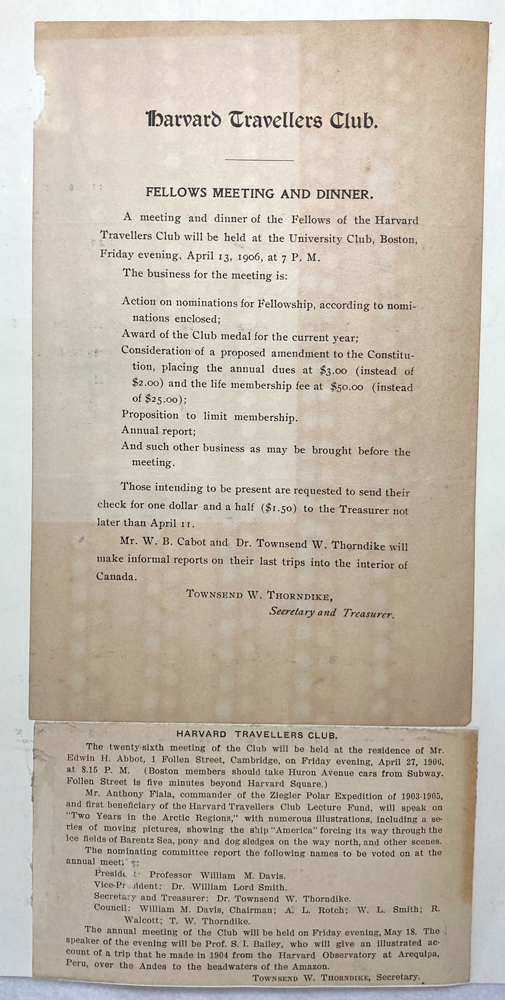 Harvard Travellers Club.
FELLOWS MEETING AND DINNER.
A meeting and dinner of the Fellows of the Harvard
Travellers Club will be held at the University Club, Boston,
Friday evening, April 13, 1906, at 7 P. M.
The business for the meeting is:
Action on nominations for Fellowship, according to nomi-
nations enclosed;
Award of the Club medal for the current year;
Consideration of a proposed amendment to the Constitu-
tion, placing the annual dues at $3.00 (instead of
$2.00) and the life membership fee at $50.00 (instead
of $25.00);
Proposition to limit membership.
Annual report;
And such other business as may be brought before the
meeting.
Those intending to be present are requested to send their
check for one dollar and a half ($1.50) to the Treasurer not
later than April 11.
Mr. W. B. Cabot and Dr. Townsend W. Thorndike will
make informal reports on their last trips into the interior of
Canada.
TOWNSEND W. THORNDIKE,
Secretary and Treasurer.
HARVARD TRAVELLERS CLUB.
The twenty-sixth meeting of the Club will be held at the residence of Mr.
Edwin H. Abbot, 1 Follen Street, Cambridge, on Friday evening, April 27, 1906,
at 8.15 P. M. (Boston members should take Huron Avenue cars from Subway.
Follen Street is five minutes beyond Harvard Square.)
Mr. Anthony Fiala, commander of the Ziegler Polar Expedition of 1903-1905,
and first beneficiary of the Harvard Travellers Club Lecture Fund, will speak on
"Two Years in the Arctic Regions," with numerous illustrations, including a se-
ries of moving pictures, showing the ship "America" forcing its way through the
ice fields of Barentz Sea, pony and dog sledges on the way north, and other scenes.
The nominating committee report the following names to be voted on at the
annual meeting:
President: Professor William M. Davis.
Vice-President: Dr. William Lord Smith.
Secretary and Treasurer: Dr. Townsend W. Thorndike.
Council: William M. Davis, Chairman; A. L. Rotch; W. L. Smith; R.
Walcott; T. W. Thorndike.
The annual meeting of the Club will be held on Friday evening, May 18. The
speaker of the evening will be Prof. S. I. Bailey, who will give an illustrated ac-
count of a trip that he made in 1904 from the Harvard Observatory at Arequipa,
Peru, over the Andes to the headwaters of the Amazon.
TOWNSEND W. THORNDIKE, Secretary.